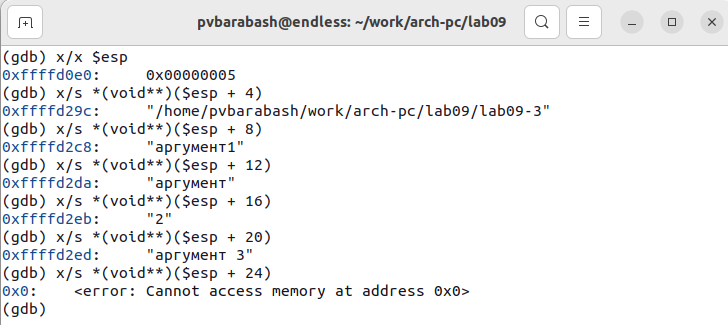 pvbarabash@endless: ~/work/arch-pc/lab09
(gdb) x/x $esp
0xffffd0e0:     0x00000005
(gdb) x/s *(void**)($esp + 4)
0xffffd29c:     "/home/pvbarabash/work/arch-pc/lab09/lab09-3"
(gdb) x/s *(void**)($esp + 8)
0xffffd2c8:     "аргумент1"
(gdb) x/s *(void**)($esp + 12)
0xffffd2da:     "аргумент"
(gdb) x/s *(void**)($esp + 16)
0xffffd2eb:     "2"
(gdb) x/s *(void**)($esp + 20)
0xffffd2ed:     "аргумент 3"
(gdb) x/s *(void**)($esp + 24)
0x0:    <error: Cannot access memory at address 0x0>
(gdb)